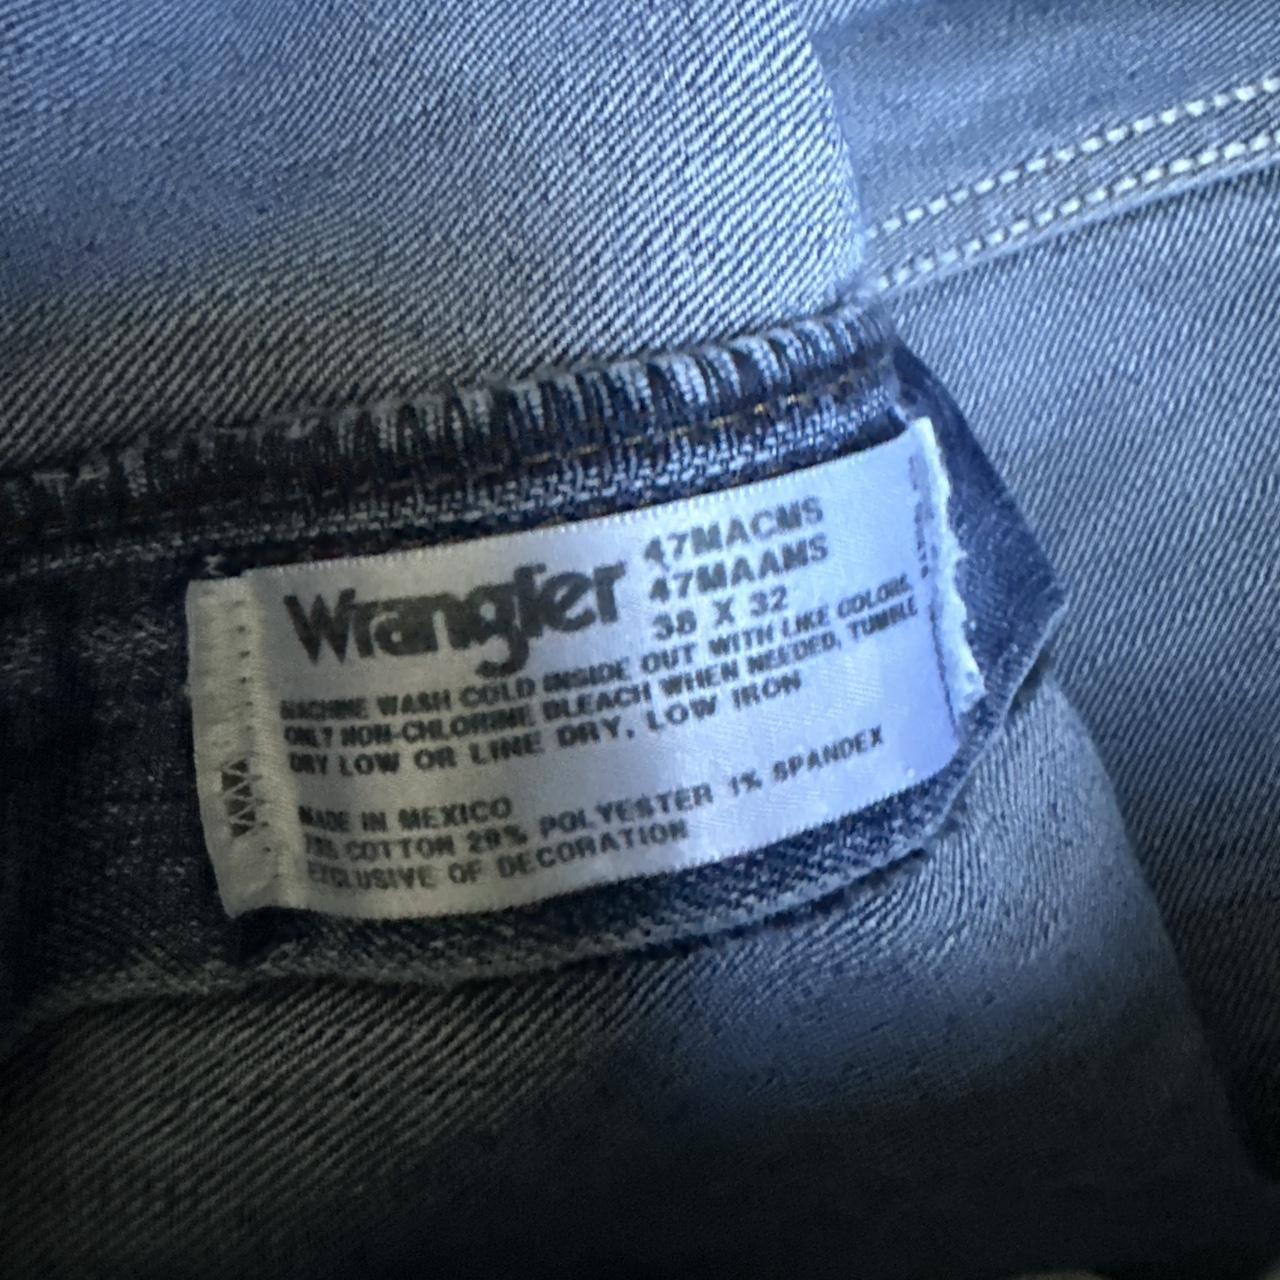 Wrangler
47MACMS
47MAAMS
38 X 32
MACHINE WASH COLD INSIDE OUT WITH LIKE COLORS,
ONLY NON-CHLORINE BLEACH WHEN NEEDED, TUMBLE
DRY LOW OR LINE DRY, LOW IRON
MADE IN MEXICO
COTTON 28% POLYESTER 1% SPANDEX
EXCLUSIVE OF DECORATION